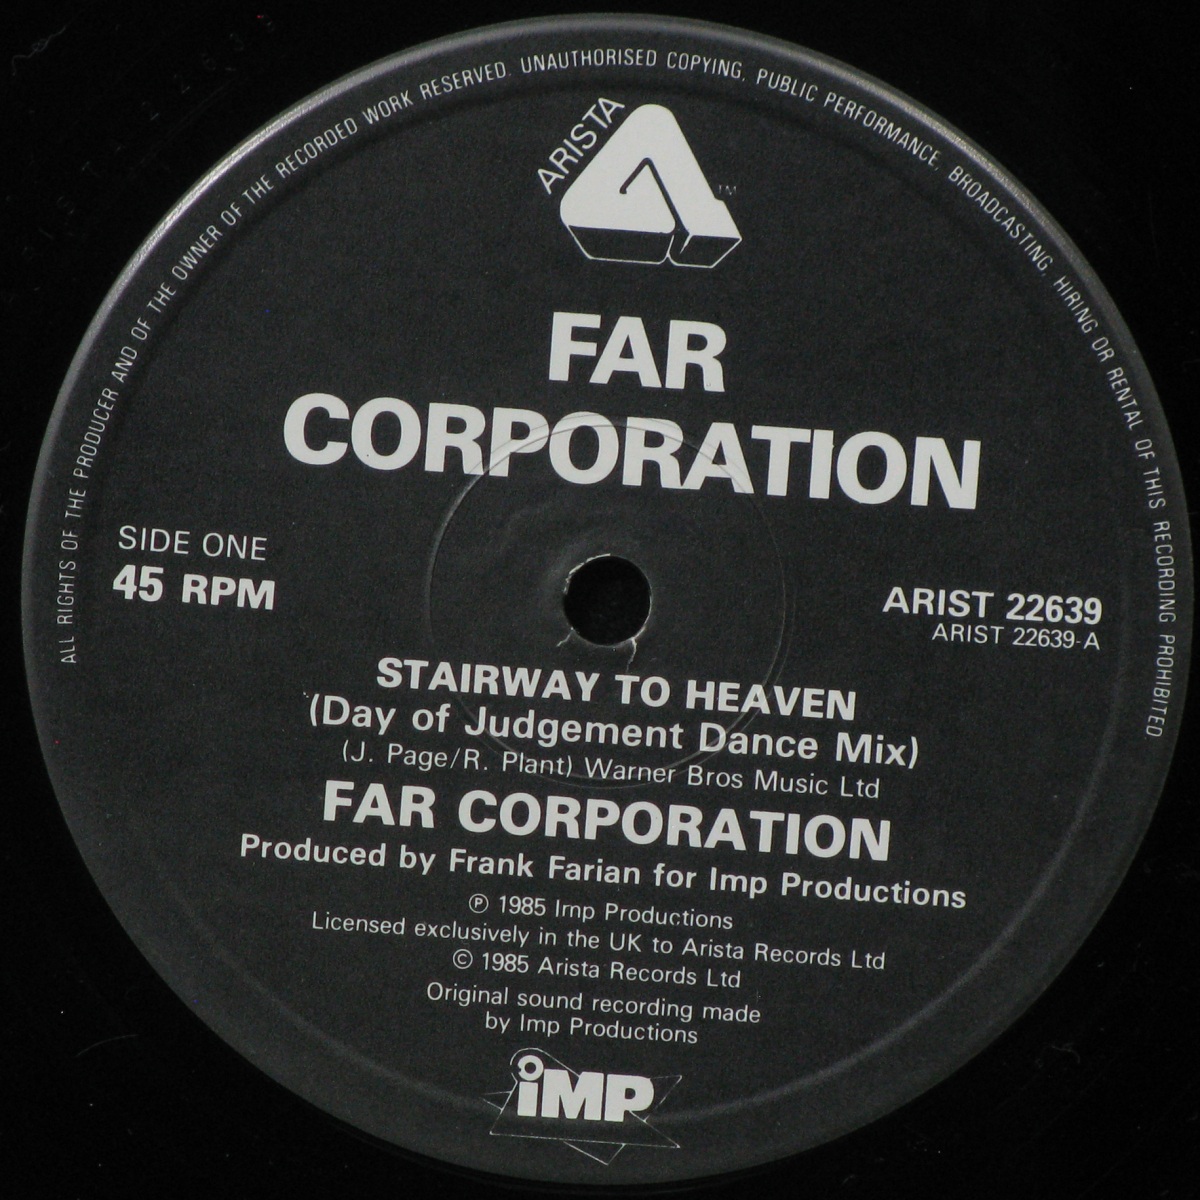 ALL RIGHTS OF THE PRODUCER AND OF THE OWNER OF THE RECORDED WORK RESERVED. UNAUTHORISED COPYING, PUBLIC PERFORMANCE, BROADCASTING, HIRING OR RENTAL OF THIS RECORDING PROHIBITED
ARISTA
TM
FAR
CORPORATION
SIDE ONE
45 RPM
ARIST 22639
ARIST 22639-A
STAIRWAY TO HEAVEN
(Day of Judgement Dance Mix)
(J. Page/R. Plant) Warner Bros Music Ltd
FAR CORPORATION
Produced by Frank Farian for Imp Productions
℗ 1985 Imp Productions
Licensed exclusively in the UK to Arista Records Ltd
© 1985 Arista Records Ltd
Original sound recording made
by Imp Productions
iMP